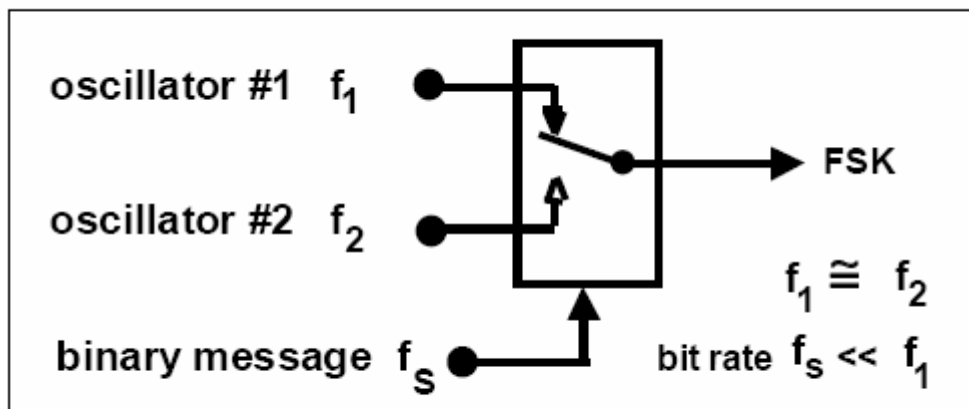 oscillator #1 f₁
FSK
oscillator #2 f₂
f₁ ≅ f₂
binary message fₛ
bit rate fₛ << f₁